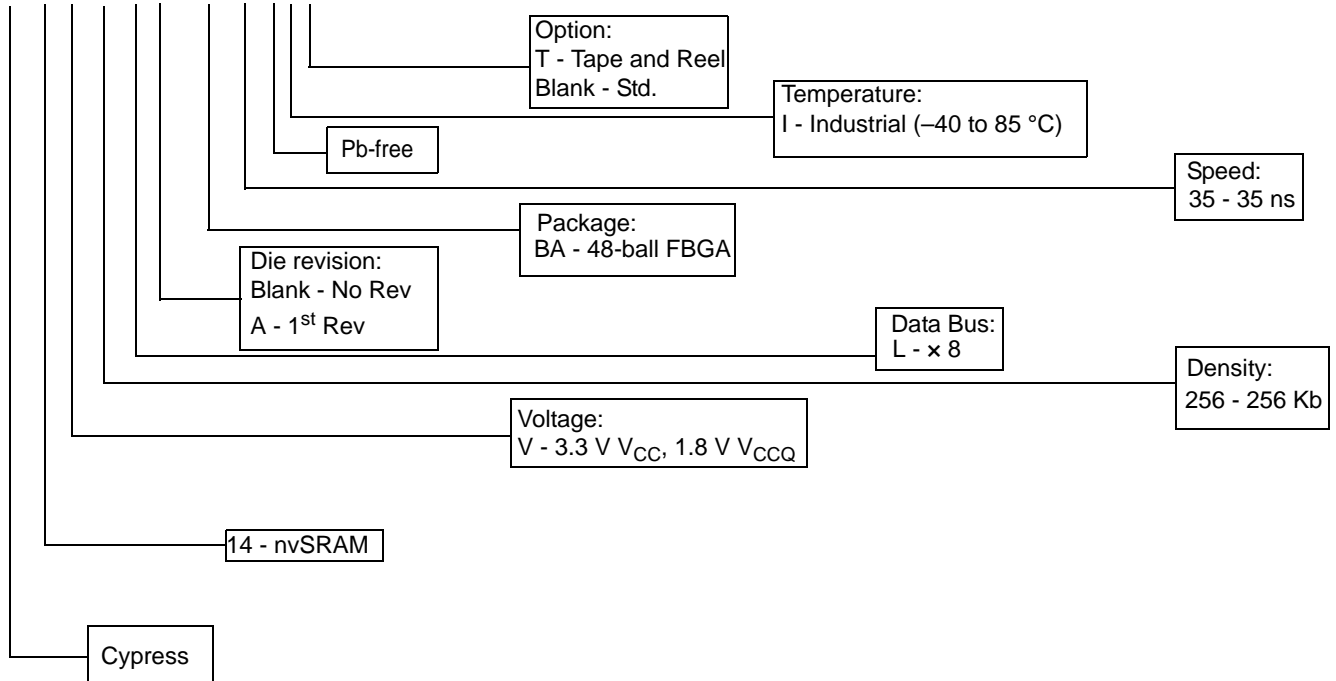 Option:
T - Tape and Reel
Blank - Std.
Temperature:
I - Industrial (–40 to 85 °C)
Pb-free
Speed:
35 - 35 ns
Package:
BA - 48-ball FBGA
Die revision:
Blank - No Rev
A - 1st Rev
Data Bus:
L - × 8
Density:
256 - 256 Kb
Voltage:
V - 3.3 V VCC, 1.8 V VCCQ
14 - nvSRAM
Cypress